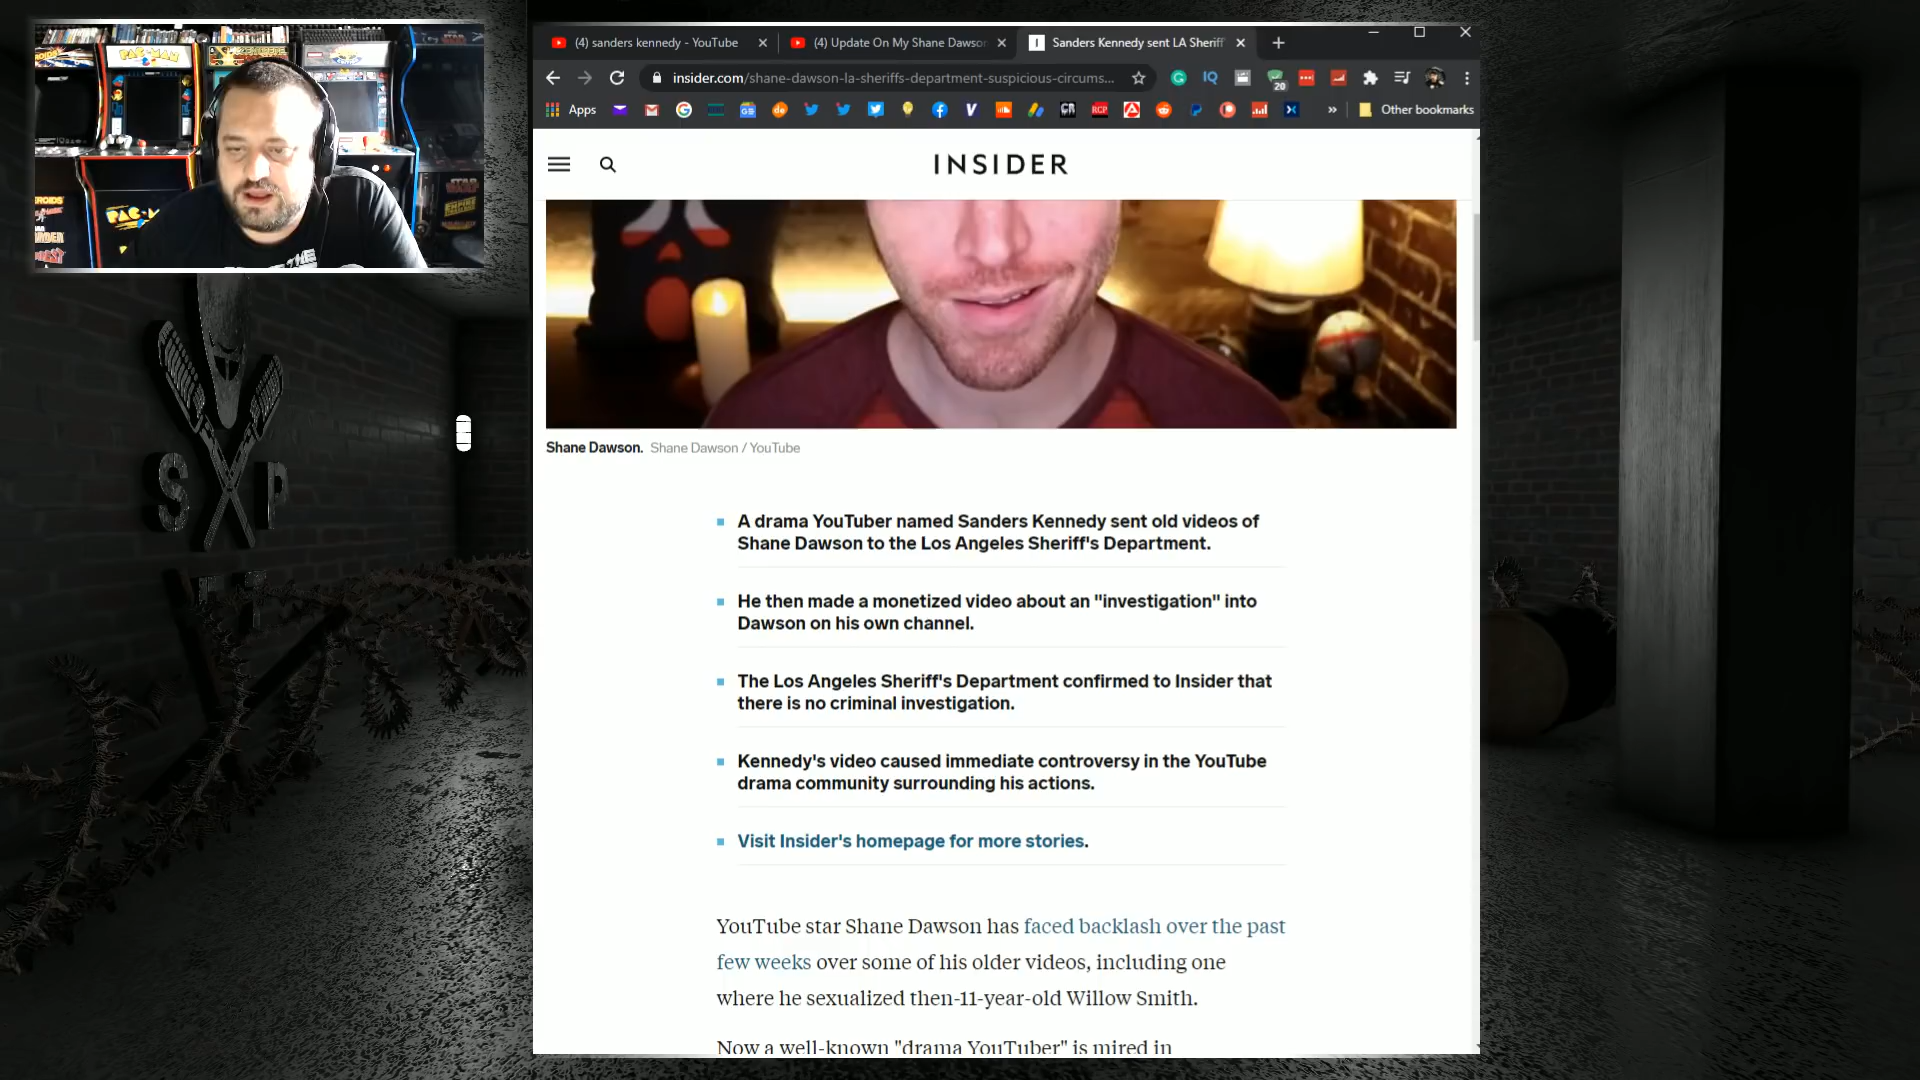 (4) sanders kennedy - YouTube
(4) Update On My Shane Dawson
Sanders Kennedy sent LA Sheriff'
insider.com/shane-dawson-la-sheriffs-department-suspicious-circums...
Apps
Other bookmarks
20
INSIDER
Shane Dawson. Shane Dawson / YouTube
A drama YouTuber named Sanders Kennedy sent old videos of
Shane Dawson to the Los Angeles Sheriff's Department.
He then made a monetized video about an "investigation" into
Dawson on his own channel.
The Los Angeles Sheriff's Department confirmed to Insider that
there is no criminal investigation.
Kennedy's video caused immediate controversy in the YouTube
drama community surrounding his actions.
Visit Insider's homepage for more stories.
YouTube star Shane Dawson has faced backlash over the past
few weeks over some of his older videos, including one
where he sexualized then-11-year-old Willow Smith.
Now a well-known "drama YouTuber" is mired in
PAC-MAN
S P